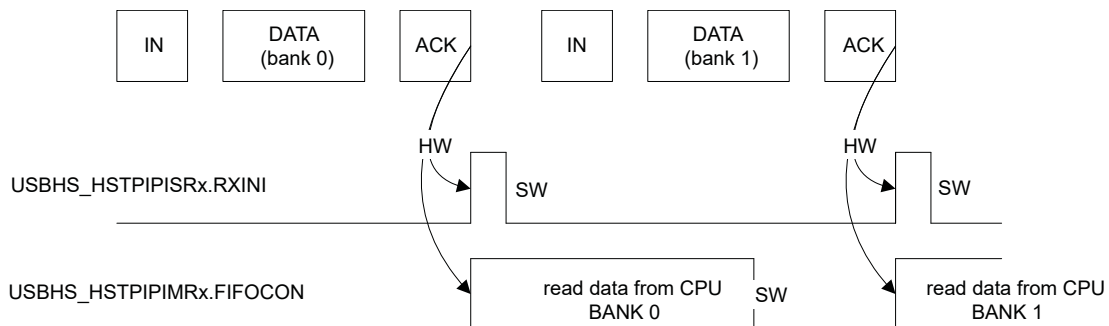 IN
DATA
(bank 0)
ACK
IN
DATA
(bank 1)
ACK
HW
HW
USBHS_HSTPIPISRx.RXINI
SW
SW
USBHS_HSTPIPIMRx.FIFOCON
read data from CPU
BANK 0
SW
read data from CPU
BANK 1